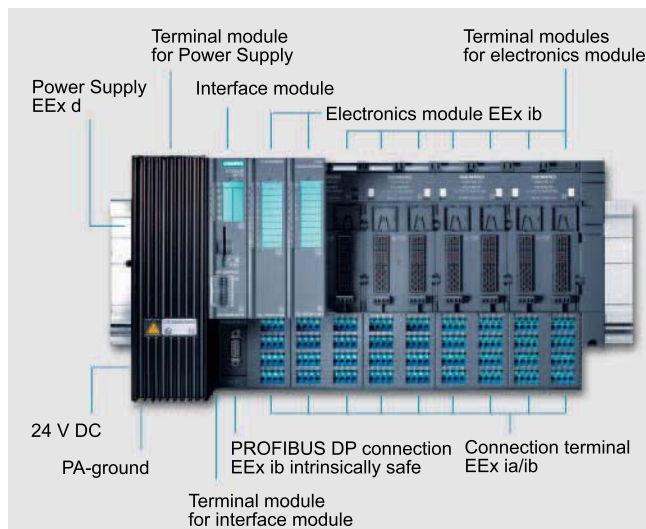 Terminal module
for Power Supply
Terminal modules
for electronics module
Power Supply
EEx d
Interface module
Electronics module EEx ib
SIEMENS
24 V DC
PA-ground
PROFIBUS DP connection
EEx ib intrinsically safe
Connection terminal
EEx ia/ib
Terminal module
for interface module